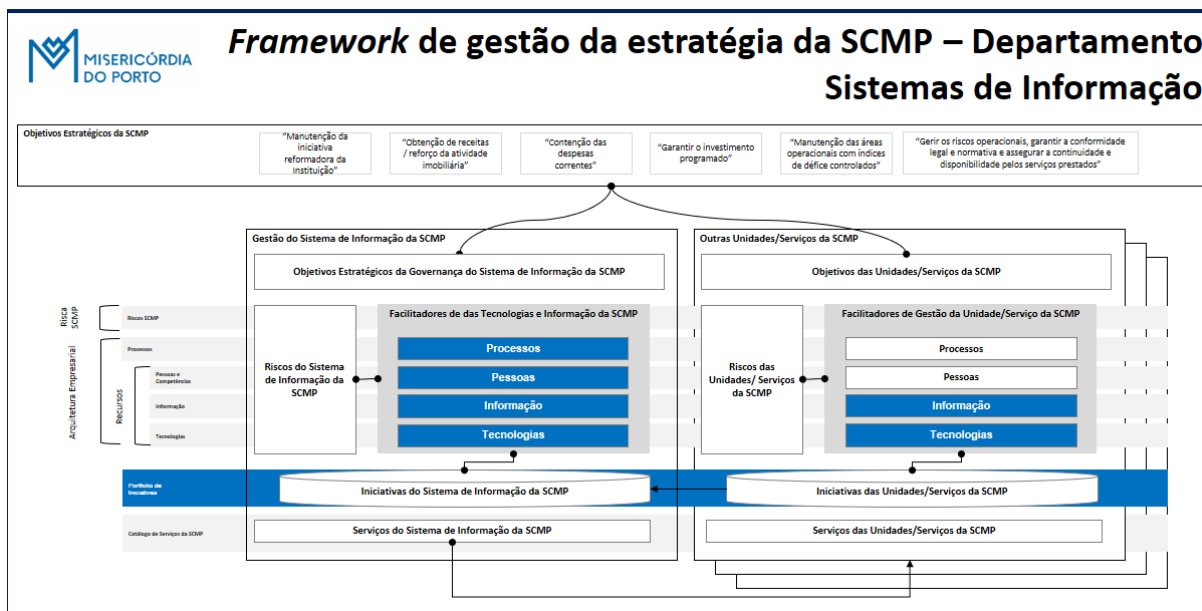 MISERICÓRDIA
DO PORTO
Framework de gestão da estratégia da SCMP – Departamento
Sistemas de Informação
Objetivos Estratégicos da SCMP
“Manutenção da
iniciativa
reformadora da
Instituição”
“Obtenção de receitas
/ reforço da atividade
imobiliária”
“Contenção das
despesas
correntes”
“Garantir o investimento
programado”
“Manutenção das áreas
operacionais com índices
de défice controlados”
“Gerir os riscos operacionais, garantir a conformidade
legal e normativa e assegurar a continuidade e
disponibilidade pelos serviços prestados”
Gestão do Sistema de Informação da SCMP
Objetivos Estratégicos da Governança do Sistema de Informação da SCMP
Outras Unidades/Serviços da SCMP
Objetivos das Unidades/Serviços da SCMP
Risca
SCMP
Riscos SCMP
Arquitetura Empresarial
Processos
Recursos
Pessoas e
Competências
Informação
Tecnologias
Riscos do Sistema
de Informação da
SCMP
Facilitadores de das Tecnologias e Informação da SCMP
Processos
Pessoas
Informação
Tecnologias
Riscos das
Unidades/ Serviços
da SCMP
Facilitadores de Gestão da Unidade/Serviço da SCMP
Processos
Pessoas
Informação
Tecnologias
Portfolio de
Iniciativas
Iniciativas do Sistema de Informação da SCMP
Iniciativas das Unidades/Serviços da SCMP
Catálogo de Serviços da SCMP
Serviços do Sistema de Informação da SCMP
Serviços das Unidades/Serviços da SCMP